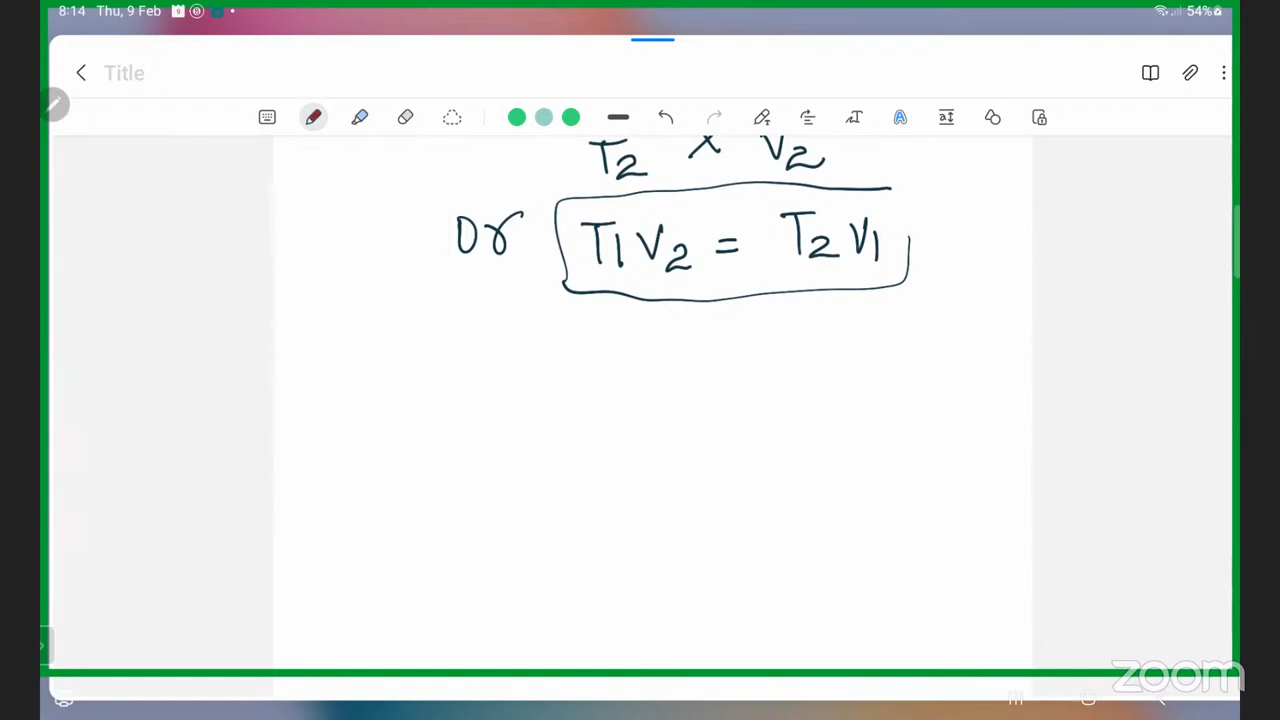 8:14 Thu, 9 Feb 54%
Title
T2 X V2
or T1V2 = T2V1
zoom